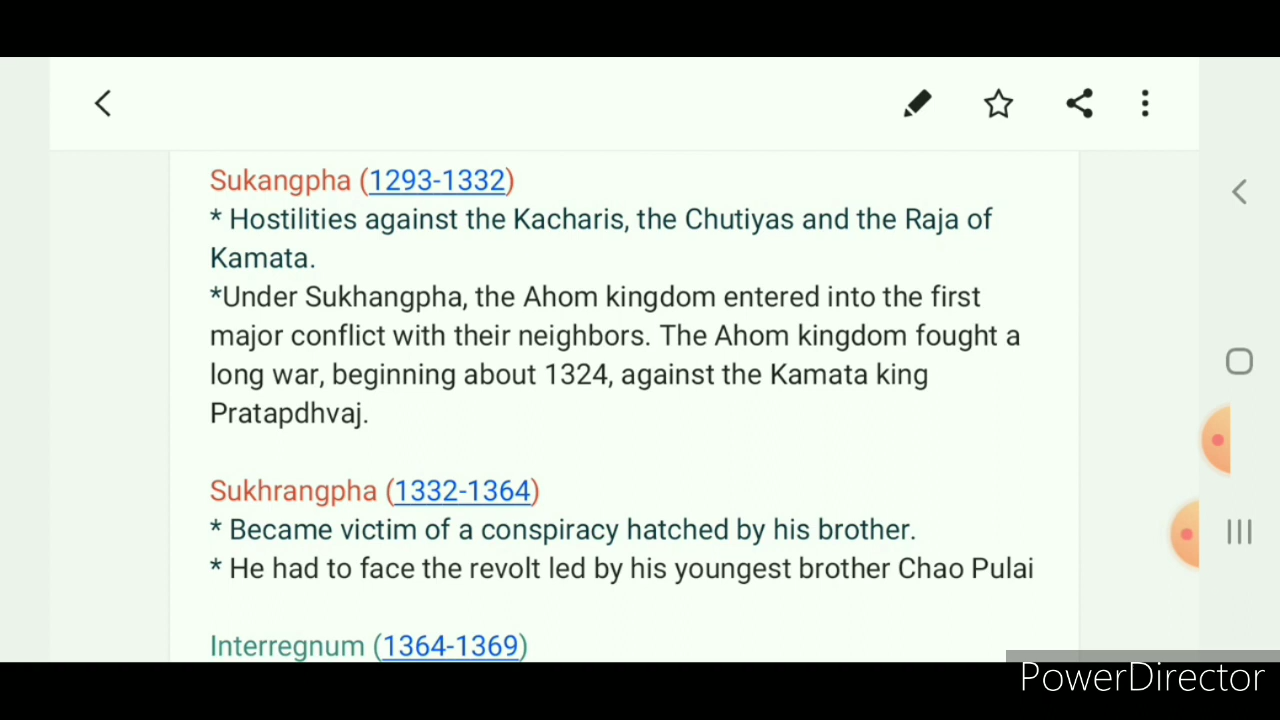 Sukangpha (1293-1332)
* Hostilities against the Kacharis, the Chutiyas and the Raja of
Kamata.
*Under Sukhangpha, the Ahom kingdom entered into the first
major conflict with their neighbors. The Ahom kingdom fought a
long war, beginning about 1324, against the Kamata king
Pratapdhvaj.
Sukhrangpha (1332-1364)
* Became victim of a conspiracy hatched by his brother.
* He had to face the revolt led by his youngest brother Chao Pulai
Interregnum (1364-1369)
PowerDirector